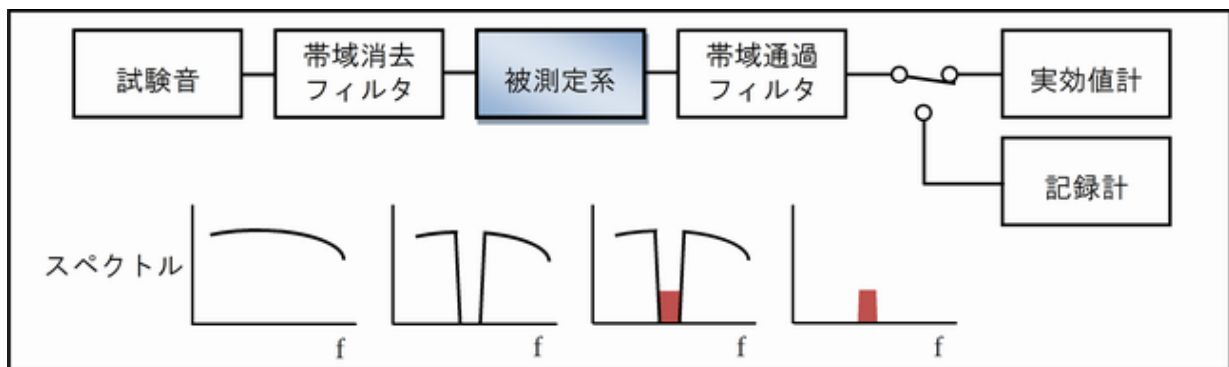 試験音
帯域消去
フィルタ
被測定系
帯域通過
フィルタ
実効値計
記録計
スペクトル
f
f
f
f